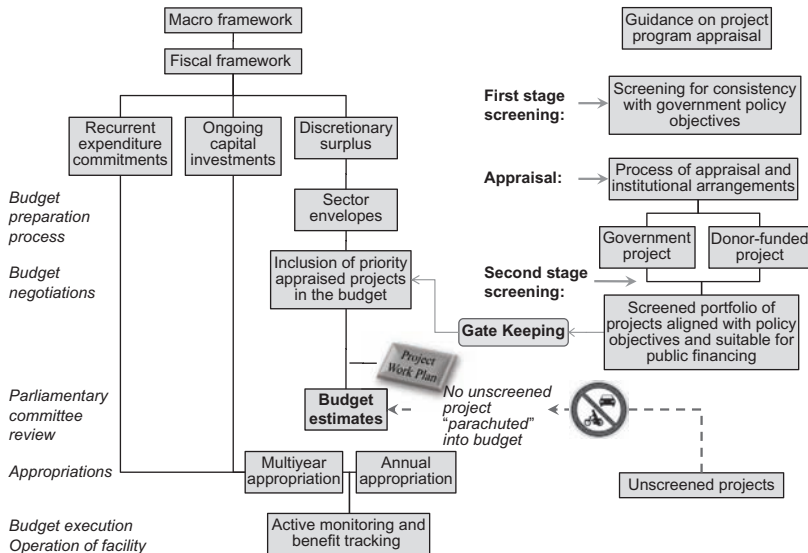 Macro framework
Fiscal framework
Recurrent
expenditure
commitments
Ongoing
capital
investments
Discretionary
surplus
Sector
envelopes
Inclusion of priority
appraised projects
in the budget
Project
Work Plan
Budget
estimates
Multiyear
appropriation
Annual
appropriation
Active monitoring and
benefit tracking
Budget
preparation
process
Budget
negotiations
Parliamentary
committee
review
Appropriations
Budget execution
Operation of facility
Guidance on project
program appraisal
First stage
screening:
Screening for consistency
with government policy
objectives
Appraisal:
Process of appraisal and
institutional arrangements
Government
project
Donor-funded
project
Second stage
screening:
Screened portfolio of
projects aligned with policy
objectives and suitable for
public financing
Gate Keeping
No unscreened
project
"parachuted"
into budget
Unscreened projects